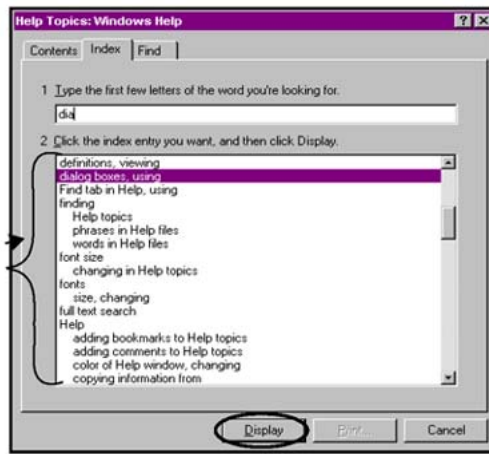 Help Topics: Windows Help
Contents Index Find
1 Type the first few letters of the word you're looking for.
dia
2 Click the index entry you want, and then click Display.
definitions, viewing
dialog boxes, using
Find tab in Help, using
finding
Help topics
phrases in Help files
words in Help files
font size
changing in Help topics
fonts
size, changing
full text search
Help
adding bookmarks to Help topics
adding comments to Help topics
color of Help window, changing
copying information from
Display Print... Cancel